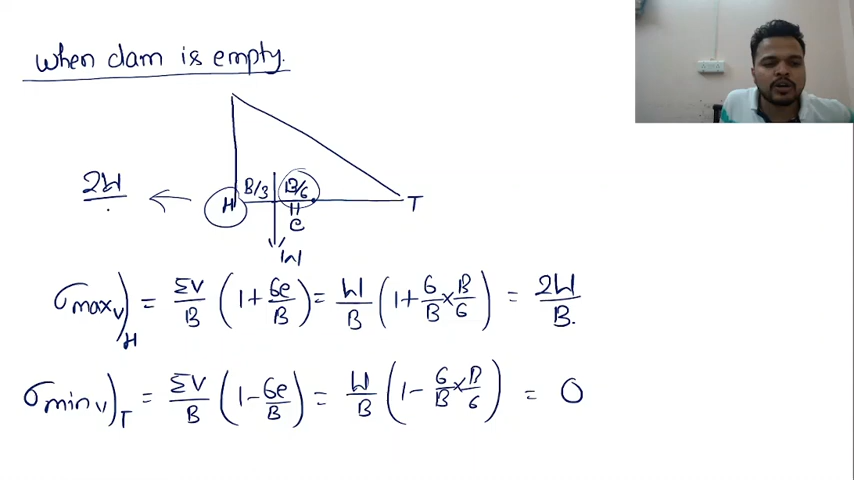 When dam is empty.
2W
H B/3 B/6 T
=
e
W
σmaxv)H = ΣV/B (1+6e/B) = W/B (1+6/B×B/6) = 2W/B.
σminv)T = ΣV/B (1-6e/B) = W/B (1-6/B×B/6) = 0